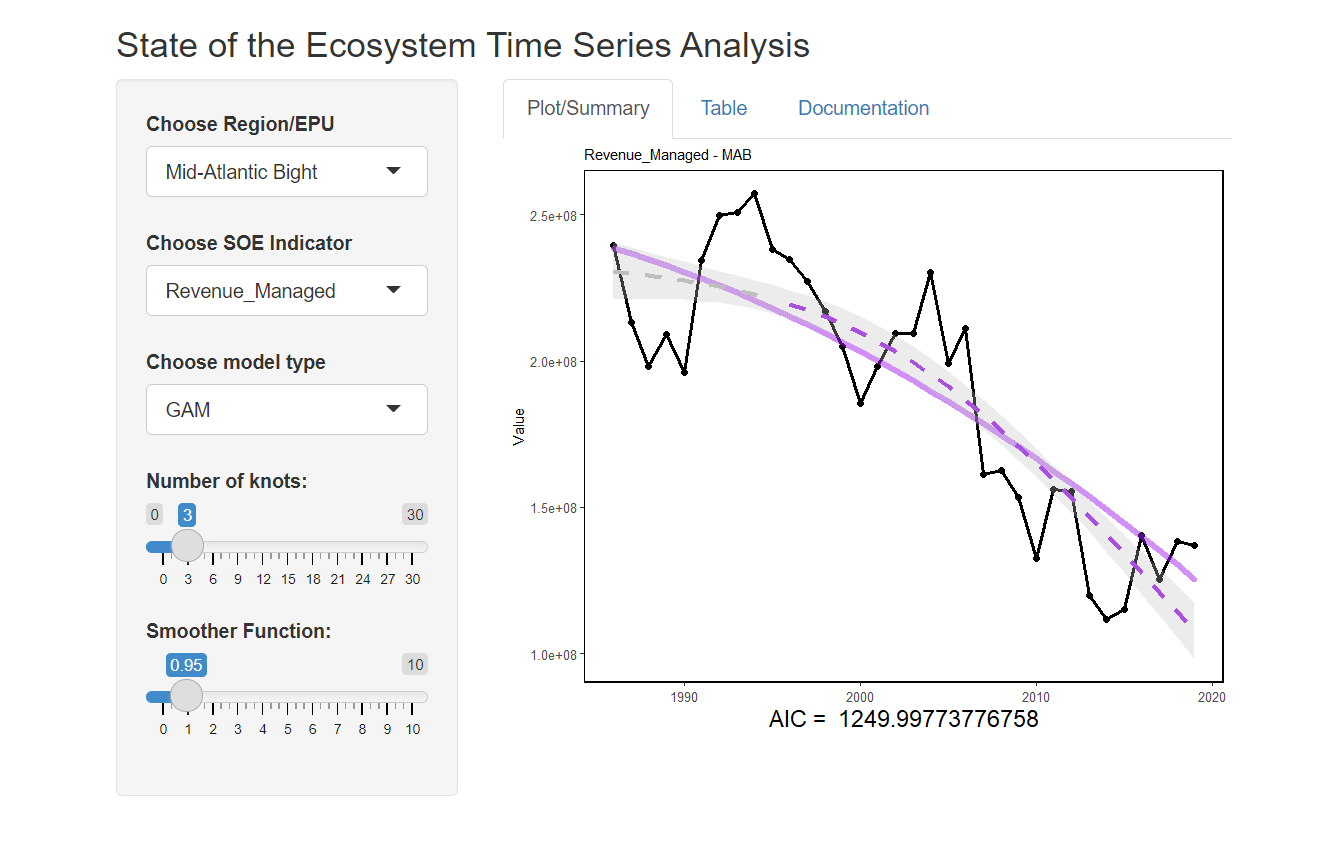 State of the Ecosystem Time Series Analysis
Choose Region/EPU
Mid-Atlantic Bight
Choose SOE Indicator
Revenue_Managed
Choose model type
GAM
Number of knots:
0 3 30
0 3 6 9 12 15 18 21 24 27 30
Smoother Function:
0.95 10
0 1 2 3 4 5 6 7 8 9 10
Plot/Summary Table Documentation
Revenue_Managed - MAB
Value
2.5e+08
2.0e+08
1.5e+08
1.0e+08
1990 2000 2010 2020
AIC = 1249.99773776758